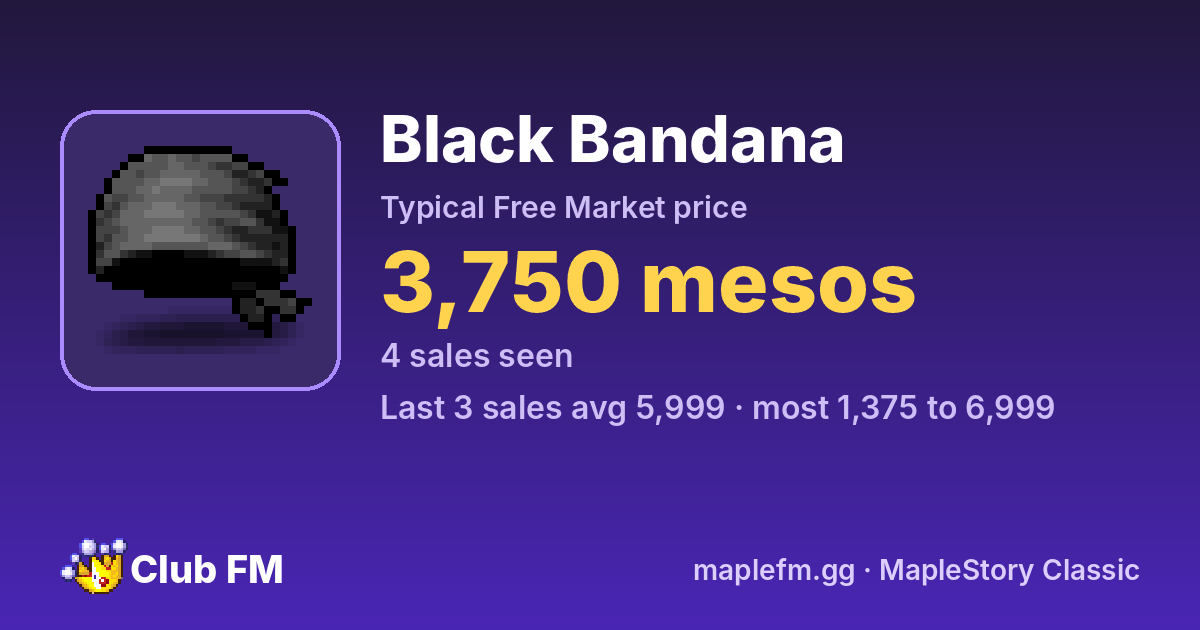 Black Bandana
Typical Free Market price
3,750 mesos
4 sales seen
Last 3 sales avg 5,999 · most 1,375 to 6,999
Club FM
maplefm.gg · MapleStory Classic